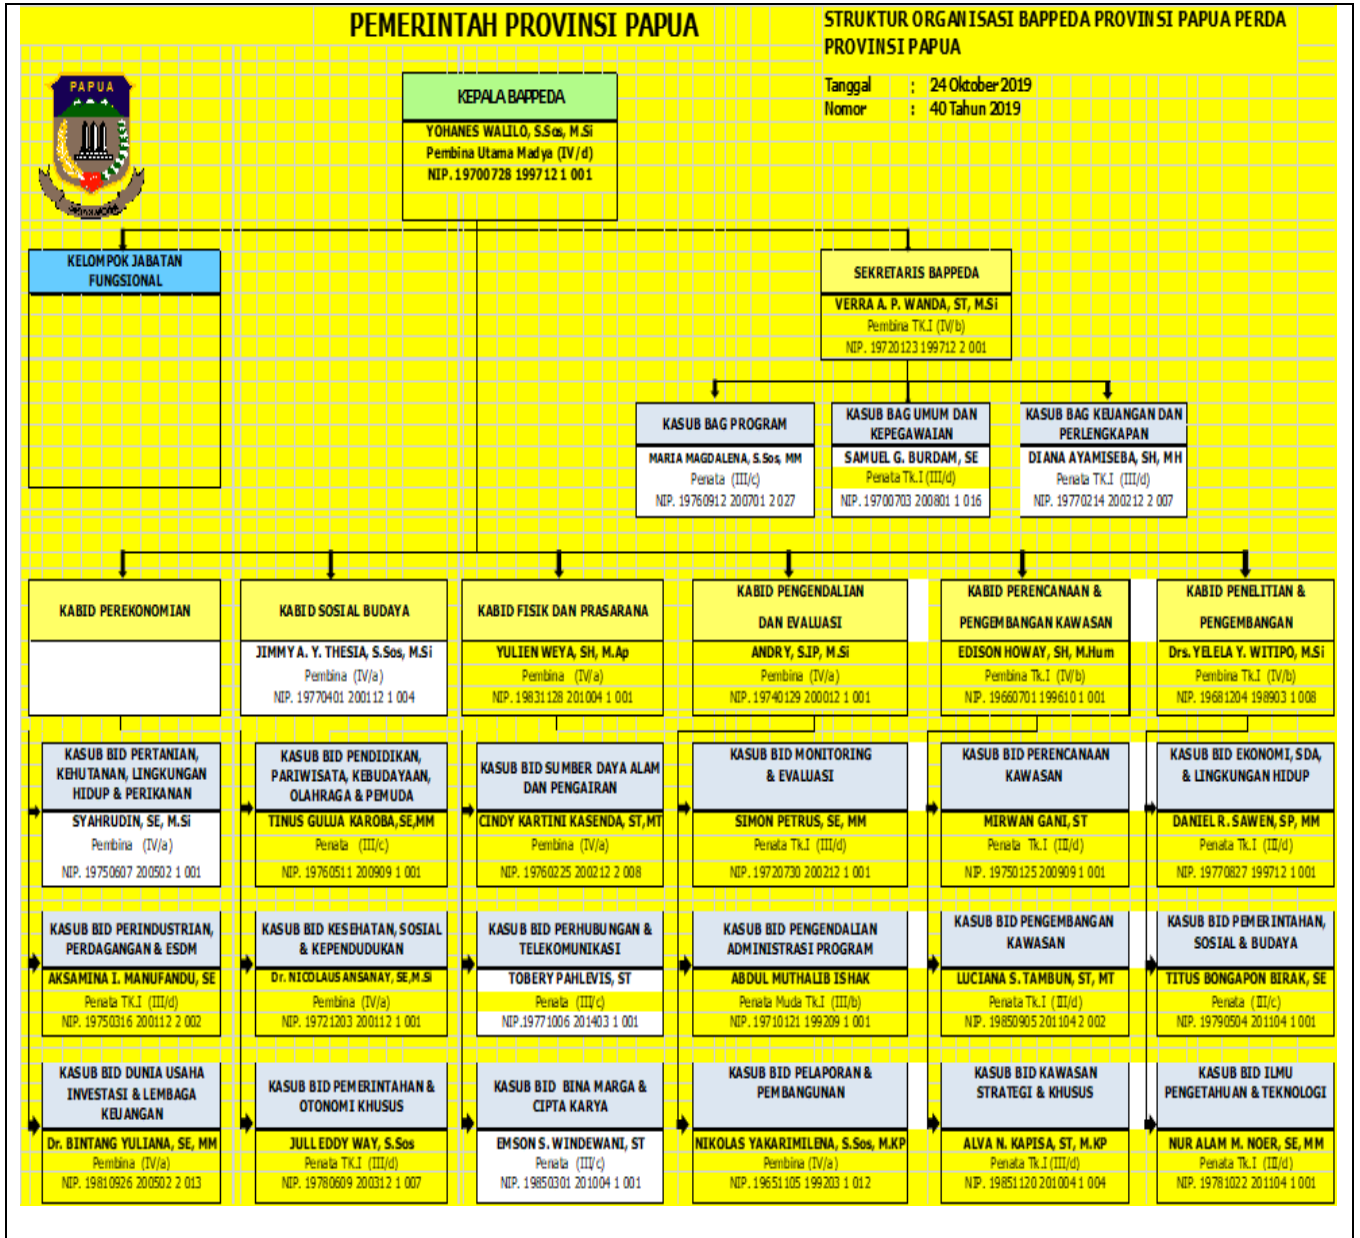 PEMERINTAH PROVINSI PAPUA
STRUKTUR ORGANISASI BAPPEDA PROVINSI PAPUA PERDA
PROVINSI PAPUA
Tanggal : 24 Oktober 2019
Nomor : 40 Tahun 2019
PAPUA
KEPALA BAPPEDA
YOHANES WALILO, S.Sos, M.Si
Pembina Utama Madya (IV/d)
NIP. 19700728 199712 1 001
KELOMPOK JABATAN
FUNGSIONAL
SEKRETARIS BAPPEDA
VERRA A. P. WANDA, ST, M.Si
Pembina TK.I (IV/b)
NIP. 19720123 199712 2 001
KASUB BAG PROGRAM
MARIA MAGDALENA, S.Sos, MM
Penata (III/c)
NIP. 19760912 200701 2 027
KASUB BAG UMUM DAN
KEPEGAWAIAN
SAMUEL G. BURDAM, SE
Penata Tk.I (III/d)
NIP. 19700703 200801 1 016
KASUB BAG KEUANGAN DAN
PERLENGKAPAN
DIANA AYAMISEBA, SH, MH
Penata TK.I (III/d)
NIP. 19770214 200212 2 007
KABID PEREKONOMIAN
KABID SOSIAL BUDAYA
JIMMY A. Y. THESIA, S.Sos, M.Si
Pembina (IV/a)
NIP. 19770401 200112 1 004
KABID FISIK DAN PRASARANA
YULIEN WEYA, SH, M.Ap
Pembina (IV/a)
NIP. 19831128 201004 1 001
KABID PENGENDALIAN
DAN EVALUASI
ANDRY, S.IP, M.Si
Pembina (IV/a)
NIP. 19740129 200012 1 001
KABID PERENCANAAN &
PENGEMBANGAN KAWASAN
EDISON HOWAY, SH, M.Hum
Pembina Tk.I (IV/b)
NIP. 19660701 199610 1 001
KABID PENELITIAN &
PENGEMBANGAN
Drs. YELELA Y. WITIPO, M.Si
Pembina Tk.I (IV/b)
NIP. 19681204 198903 1 008
KASUB BID PERTANIAN,
KEHUTANAN, LINGKUNGAN
HIDUP & PERIKANAN
SYAHRUDIN, SE, M.Si
Pembina (IV/a)
NIP. 19750607 200502 1 001
KASUB BID PENDIDIKAN,
PARIWISATA, KEBUDAYAAN,
OLAHRAGA & PEMUDA
TINUS GULUA KAROBA,SE,MM
Penata (III/c)
NIP. 19760511 200909 1 001
KASUB BID SUMBER DAYA ALAM
DAN PENGAIRAN
CINDY KARTINI KASENDA, ST,MT
Pembina (IV/a)
NIP. 19760225 200212 2 008
KASUB BID MONITORING
& EVALUASI
SIMON PETRUS, SE, MM
Penata Tk.I (III/d)
NIP. 19720730 200212 1 001
KASUB BID PERENCANAAN
KAWASAN
MIRWAN GANI, ST
Penata Tk.I (III/d)
NIP. 19750125 200909 1 001
KASUB BID EKONOMI, SDA,
& LINGKUNGAN HIDUP
DANIEL R. SAWEN, SP, MM
Penata Tk.I (III/d)
NIP. 19770827 199712 1 001
KASUB BID PERINDUSTRIAN,
PERDAGANGAN & ESDM
AKSAMINA I. MANUFANDU, SE
Penata TK.I (III/d)
NIP. 19750316 200112 2 002
KASUB BID KESEHATAN, SOSIAL
& KEPENDUDUKAN
Dr. NICOLAUS ANSANAY, SE,M.Si
Pembina (IV/a)
NIP. 19721203 200112 1 001
KASUB BID PERHUBUNGAN &
TELEKOMUNIKASI
TOBERY PAHLEVIS, ST
Penata (III/c)
NIP.19771006 201403 1 001
KASUB BID PENGENDALIAN
ADMINISTRASI PROGRAM
ABDUL MUTHALIB ISHAK
Penata Muda Tk.I (III/b)
NIP. 19710121 199209 1 001
KASUB BID PENGEMBANGAN
KAWASAN
LUCIANA S. TAMBUN, ST, MT
Penata Tk.I (III/d)
NIP. 19850905 201104 2 002
KASUB BID PEMERINTAHAN,
SOSIAL & BUDAYA
TITUS BONGAPON BIRAK, SE
Penata (III/c)
NIP. 19790504 201104 1 001
KASUB BID DUNIA USAHA
INVESTASI & LEMBAGA
KEUANGAN
Dr. BINTANG YULIANA, SE, MM
Pembina (IV/a)
NIP. 19810926 200502 2 013
KASUB BID PEMERINTAHAN &
OTONOMI KHUSUS
JULL EDDY WAY, S.Sos
Penata TK.I (III/d)
NIP. 19780609 200312 1 007
KASUB BID BINA MARGA &
CIPTA KARYA
EMSON S. WINDEWANI, ST
Penata (III/c)
NIP. 19850301 201004 1 001
KASUB BID PELAPORAN &
PEMBANGUNAN
NIKOLAS YAKARIMILENA, S.Sos, M.KP
Pembina (IV/a)
NIP. 19651105 199203 1 012
KASUB BID KAWASAN
STRATEGI & KHUSUS
ALVA N. KAPISA, ST, M.KP
Penata Tk.I (III/d)
NIP. 19851120 201004 1 004
KASUB BID ILMU
PENGETAHUAN & TEKNOLOGI
NUR ALAM M. NOER, SE, MM
Penata Tk.I (III/d)
NIP. 19781022 201104 1 001